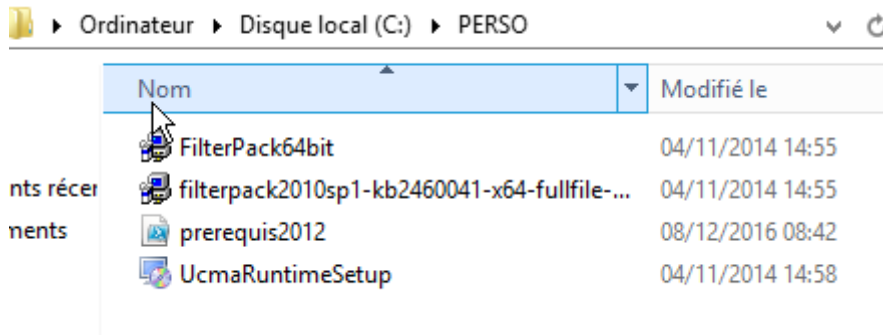 Ordinateur Disque local (C:) PERSO
Nom Modifié le
FilterPack64bit 04/11/2014 14:55
nts récer filterpack2010sp1-kb2460041-x64-fullfile-... 04/11/2014 14:55
ments prerequis2012 08/12/2016 08:42
UcmaRuntimeSetup 04/11/2014 14:58